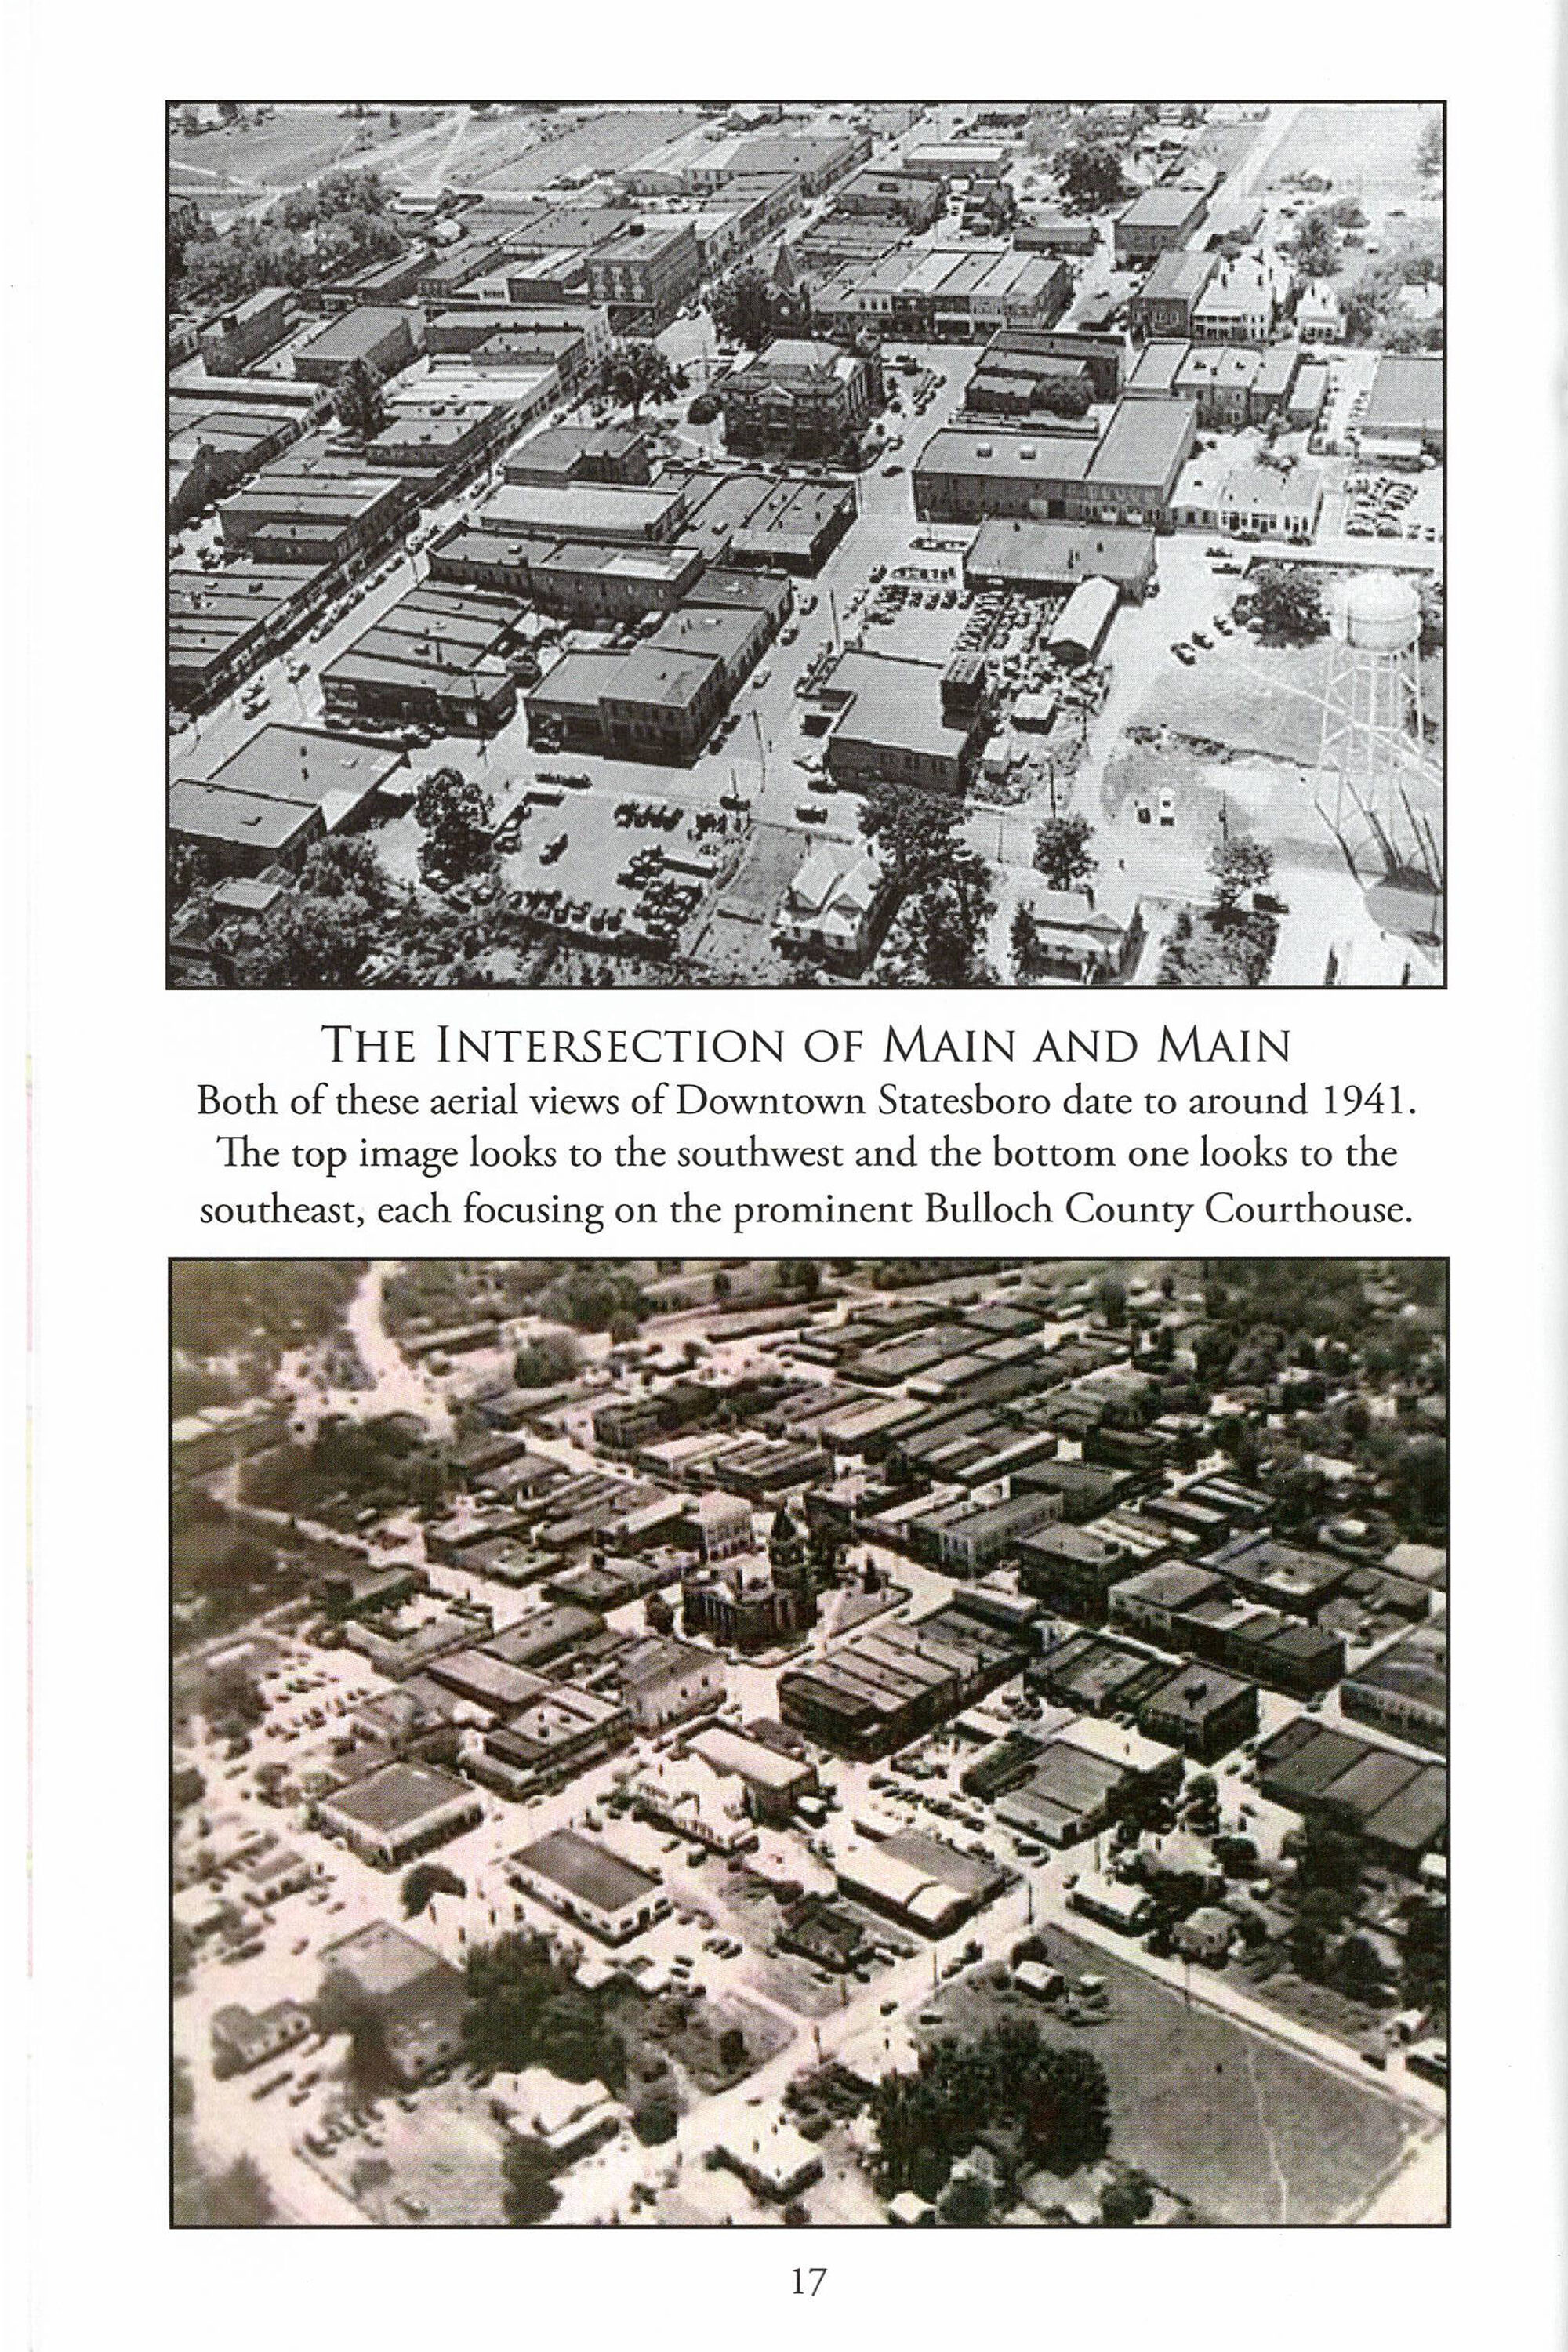 The Intersection of Main and Main
Both of these aerial views of Downtown Statesboro date to around 1941.
The top image looks to the southwest and the bottom one looks to the
southeast, each focusing on the prominent Bulloch County Courthouse.
17